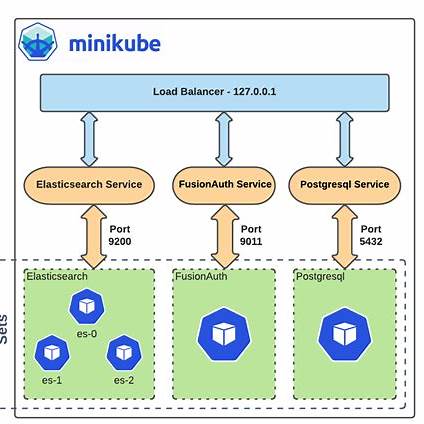 minikube
Load Balancer - 127.0.0.1
Elasticsearch Service
FusionAuth Service
Postgresql Service
Port
9200
Port
9011
Port
5432
Sets
Elasticsearch
FusionAuth
Postgresql
es-0
es-1
es-2